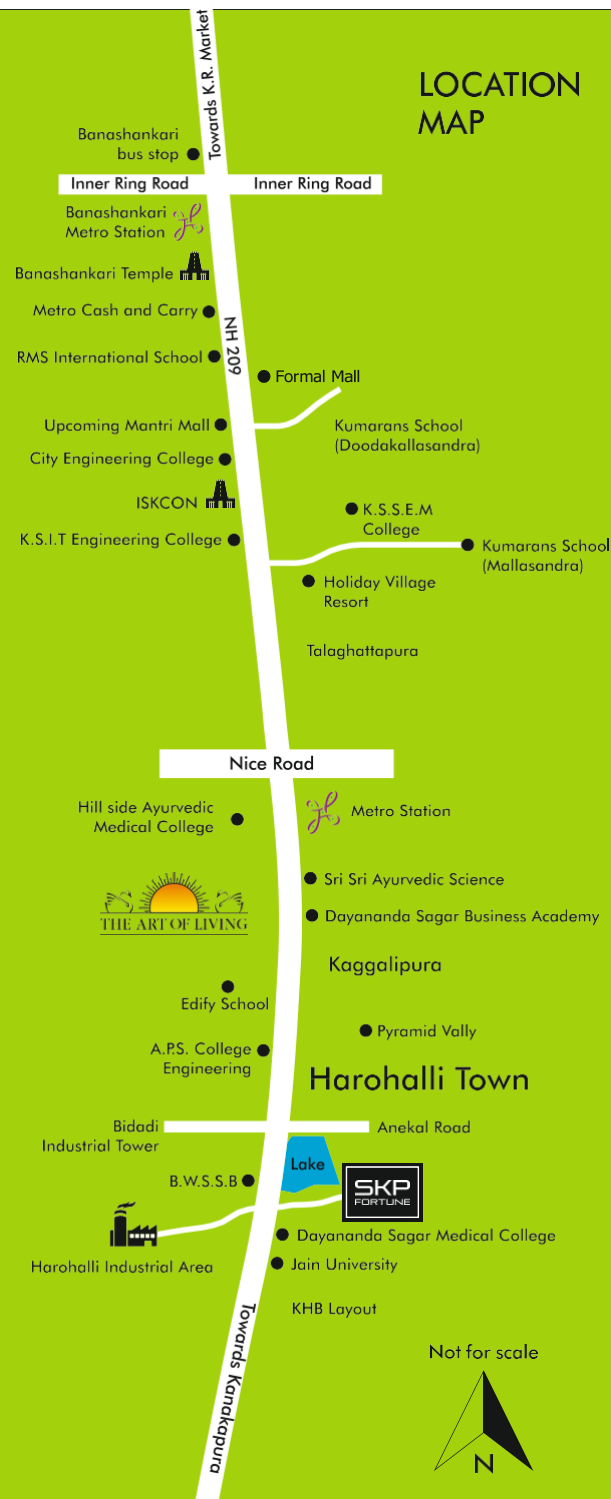 Towards K.R. Market
LOCATION
MAP
Banashankari
bus stop
Inner Ring Road
Inner Ring Road
Banashankari
Metro Station
Banashankari Temple
Metro Cash and Carry
NH 209
RMS International School
Formal Mall
Upcoming Mantri Mall
Kumarans School
(Doodakallasandra)
City Engineering College
ISKCON
K.S.S.E.M
College
K.S.I.T Engineering College
Kumarans School
(Mallasandra)
Holiday Village
Resort
Talaghattapura
Nice Road
Hill side Ayurvedic
Medical College
Metro Station
Sri Sri Ayurvedic Science
THE ART OF LIVING
Dayananda Sagar Business Academy
Kaggalipura
Edify School
Pyramid Vally
A.P.S. College
Engineering
Harohalli Town
Bidadi
Industrial Tower
Anekal Road
Lake
B.W.S.S.B
SKP
FORTUNE
Dayananda Sagar Medical College
Harohalli Industrial Area
Jain University
KHB Layout
Towards Kanakapura
Not for scale
N